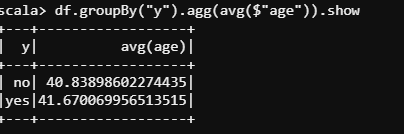 scala> df.groupBy("y").agg(avg($"age")).show
+---+------------------+
|  y|          avg(age)|
+---+------------------+
| no| 40.83898602274435|
|yes|41.670069956513515|
+---+------------------+